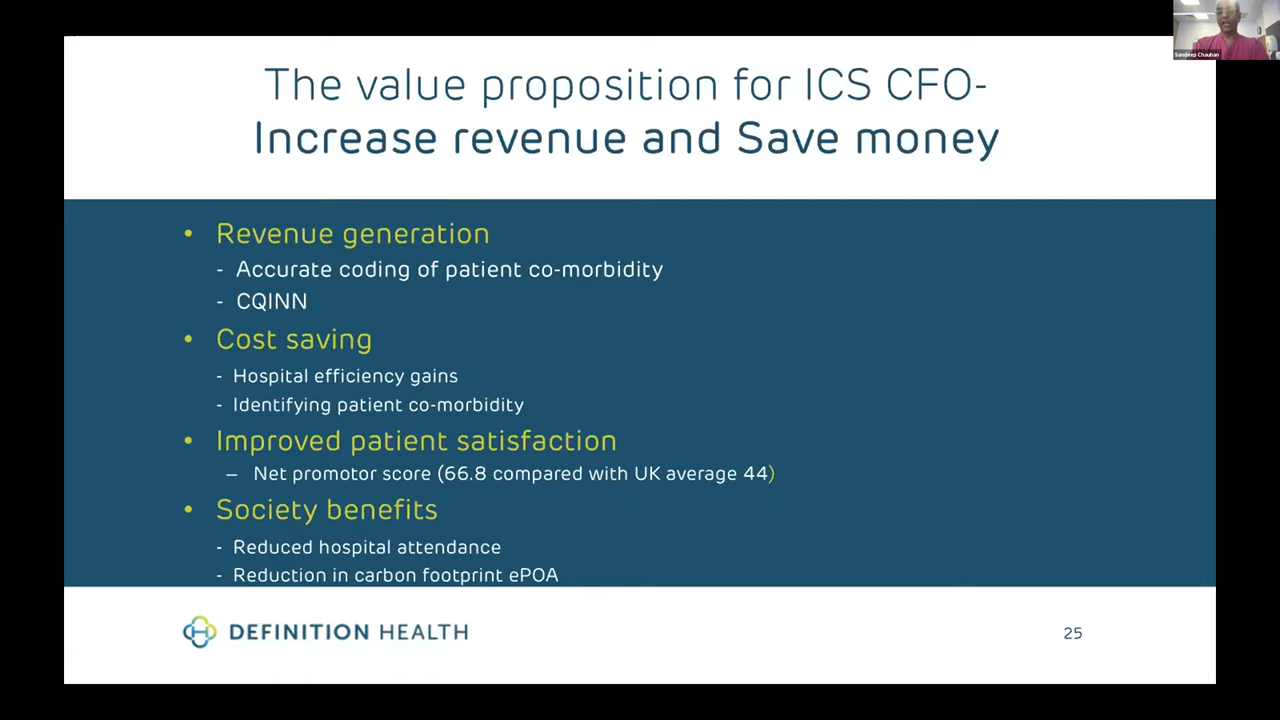 Sandeep Chauhan
The value proposition for ICS CFO-
Increase revenue and Save money
• Revenue generation
- Accurate coding of patient co-morbidity
- CQINN
• Cost saving
- Hospital efficiency gains
- Identifying patient co-morbidity
• Improved patient satisfaction
– Net promotor score (66.8 compared with UK average 44)
• Society benefits
- Reduced hospital attendance
- Reduction in carbon footprint ePOA
DEFINITION HEALTH
25